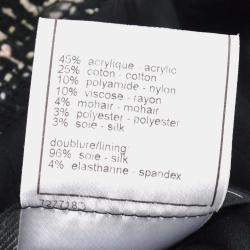 45% acrylique - acrylic
25% coton - cotton
10% polyamide - nylon
10% viscose - rayon
4% mohair - mohair
3% polyester - polyester
3% soie - silk
doublure/lining
96% soie - silk
4% elasthanne - spandex